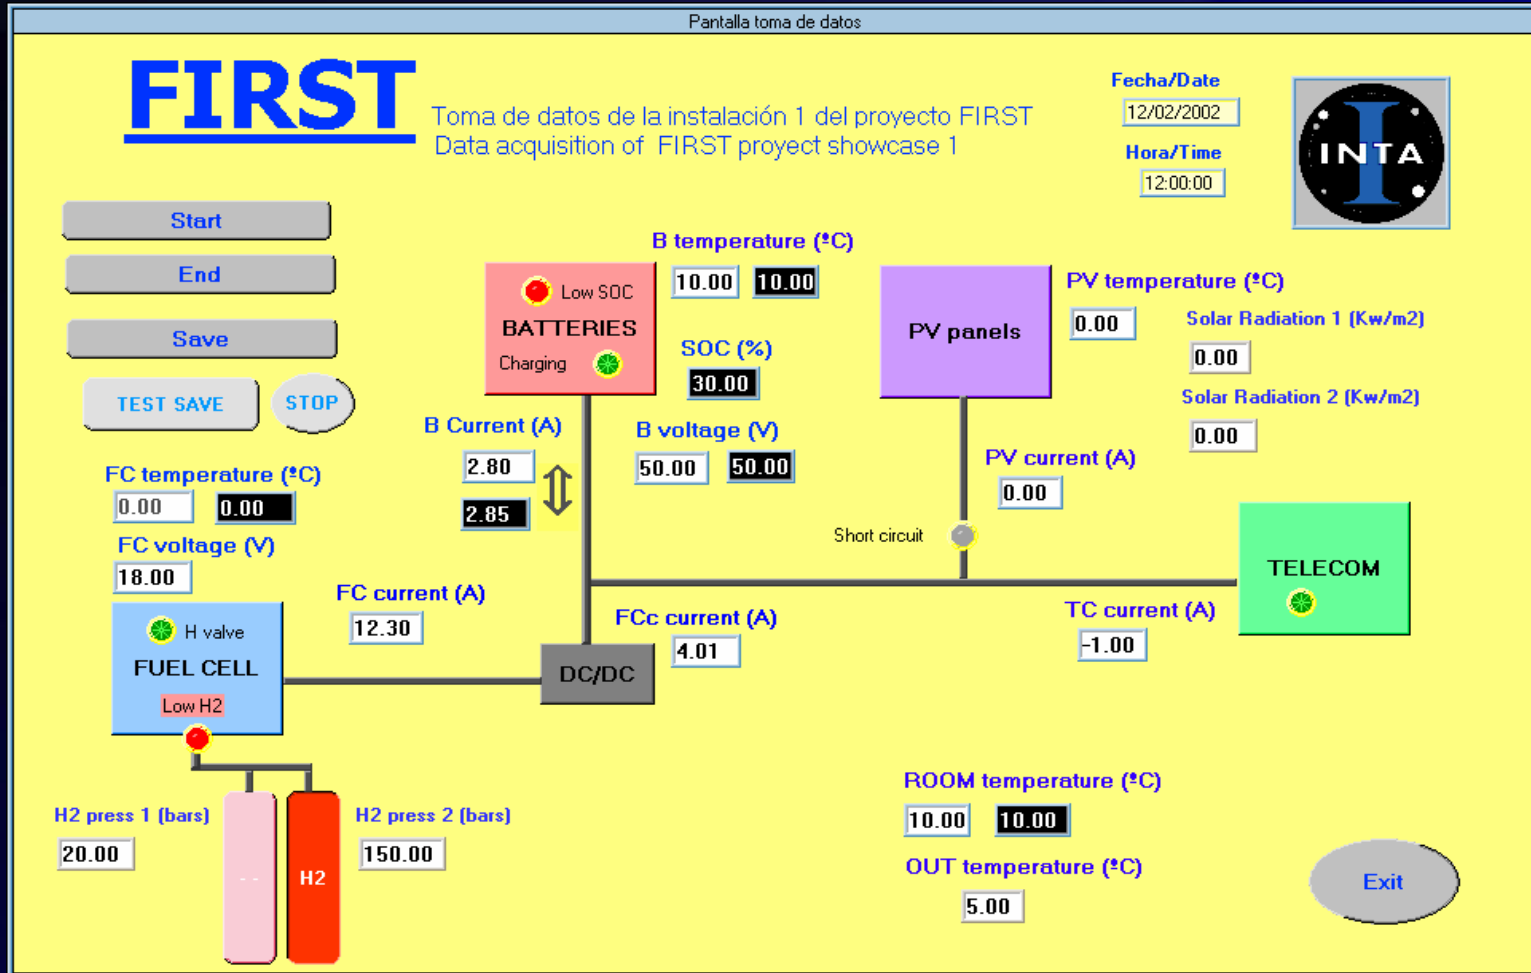 Pantalla toma de datos
FIRST
Toma de datos de la instalación 1 del proyecto FIRST
Data acquisition of FIRST proyect showcase 1
Fecha/Date
12/02/2002
Hora/Time
12:00:00
INTA
Start
End
Save
TEST SAVE
STOP
B temperature (ºC)
10.00 10.00
Low SOC
BATTERIES
Charging
SOC (%)
30.00
B Current (A)
2.80
2.85
B voltage (V)
50.00 50.00
PV panels
PV temperature (ºC)
0.00
Solar Radiation 1 (Kw/m2)
0.00
Solar Radiation 2 (Kw/m2)
0.00
PV current (A)
0.00
Short circuit
TELECOM
TC current (A)
-1.00
FC temperature (ºC)
0.00 0.00
FC voltage (V)
18.00
FC current (A)
12.30
FCc current (A)
4.01
H valve
FUEL CELL
Low H2
DC/DC
H2 press 1 (bars)
20.00
- -
H2
H2 press 2 (bars)
150.00
ROOM temperature (ºC)
10.00 10.00
OUT temperature (ºC)
5.00
Exit